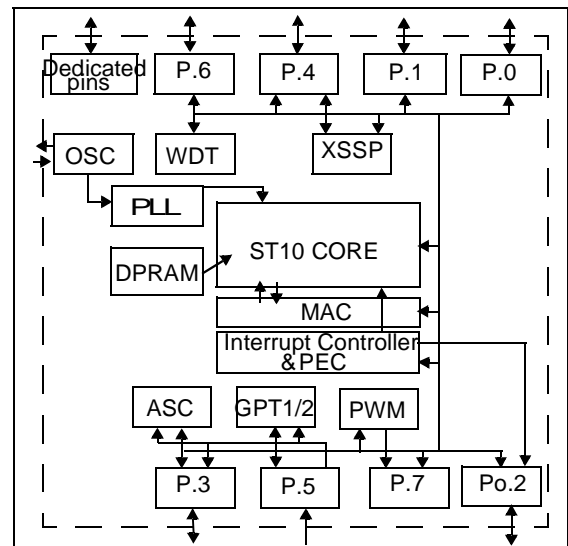 Dedicated
pins
P.6
P.4
P.1
P.0
OSC
WDT
XSSP
PLL
ST10 CORE
DPRAM
MAC
Interrupt Controller
&PEC
ASC
GPT1/2
PWM
P.3
P.5
P.7
Po.2